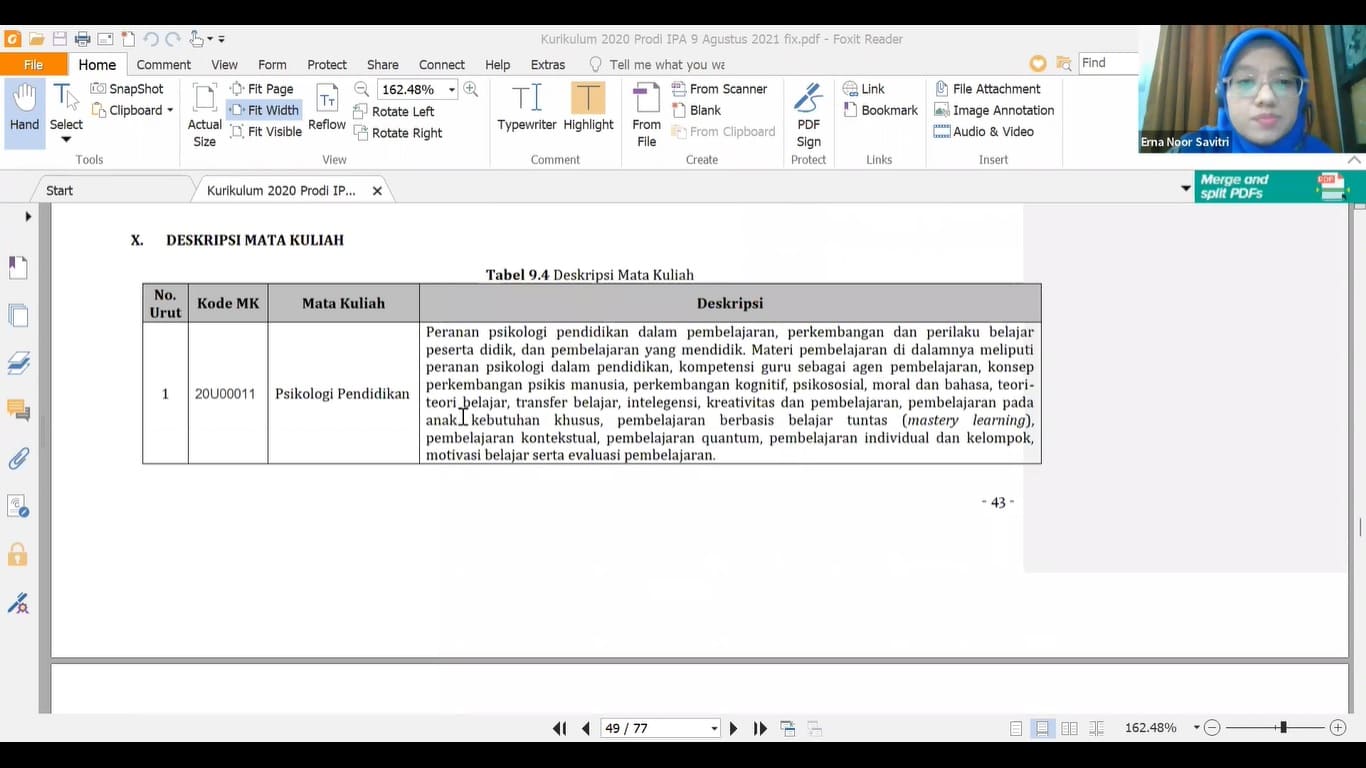 Kurikulum 2020 Prodi IPA 9 Agustus 2021 fix.pdf - Foxit Reader
File Home Comment View Form Protect Share Connect Help Extras Tell me what you wa Find
Hand
Select
SnapShot
Clipboard
Tools
Actual Size
Fit Page
Fit Width
Fit Visible
Reflow
162.48%
Rotate Left
Rotate Right
View
Typewriter
Highlight
Comment
From File
From Scanner
Blank
From Clipboard
Create
PDF Sign
Protect
Link
Bookmark
Links
File Attachment
Image Annotation
Audio & Video
Insert
Erna Noor Savitri
Start
Kurikulum 2020 Prodi IP...
Merge and
split PDFs
X. DESKRIPSI MATA KULIAH
Tabel 9.4 Deskripsi Mata Kuliah
No. Urut Kode MK Mata Kuliah Deskripsi
1 20U00011 Psikologi Pendidikan
Peranan psikologi pendidikan dalam pembelajaran, perkembangan dan perilaku belajar
peserta didik, dan pembelajaran yang mendidik. Materi pembelajaran di dalamnya meliputi
peranan psikologi dalam pendidikan, kompetensi guru sebagai agen pembelajaran, konsep
perkembangan psikis manusia, perkembangan kognitif, psikososial, moral dan bahasa, teori-
teori belajar, transfer belajar, intelegensi, kreativitas dan pembelajaran, pembelajaran pada
anak kebutuhan khusus, pembelajaran berbasis belajar tuntas (mastery learning),
pembelajaran kontekstual, pembelajaran quantum, pembelajaran individual dan kelompok,
motivasi belajar serta evaluasi pembelajaran.
- 43 -
49 / 77
162.48%